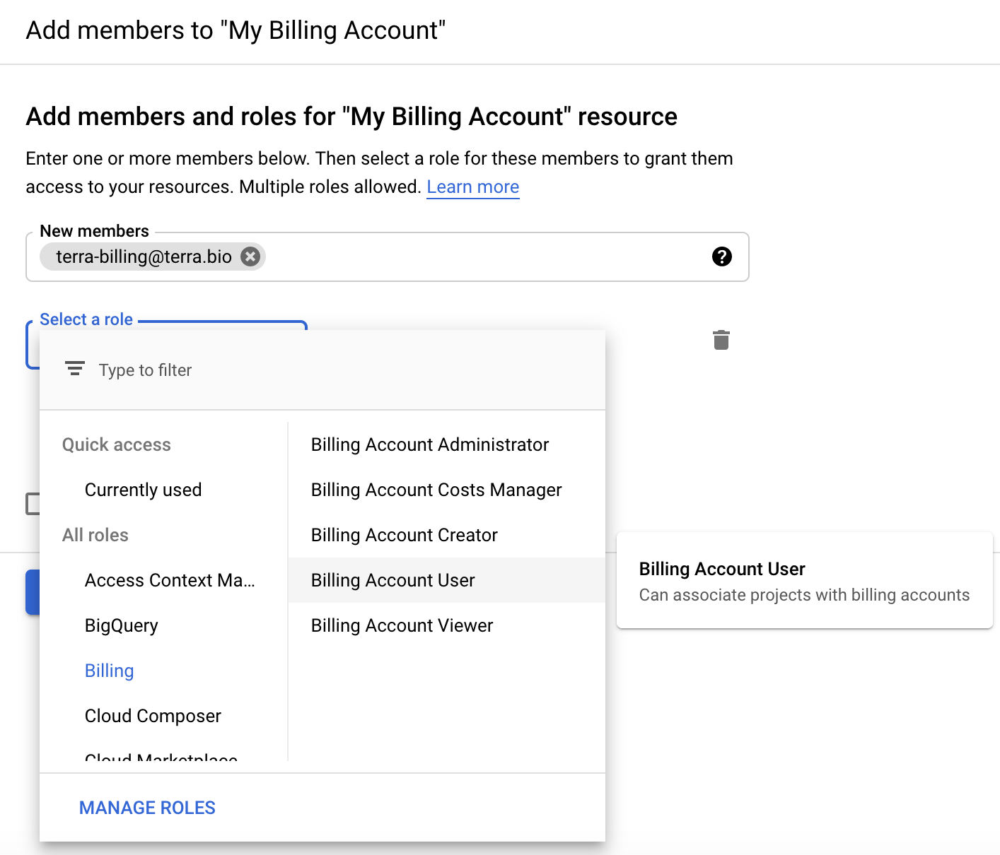 Add members to "My Billing Account"
Add members and roles for "My Billing Account" resource
Enter one or more members below. Then select a role for these members to grant them
access to your resources. Multiple roles allowed. Learn more
New members
terra-billing@terra.bio
Select a role
Type to filter
Quick access
Currently used
All roles
Access Context Ma...
BigQuery
Billing
Cloud Composer
Cloud Marketplace
Billing Account Administrator
Billing Account Costs Manager
Billing Account Creator
Billing Account User
Billing Account Viewer
Billing Account User
Can associate projects with billing accounts
MANAGE ROLES